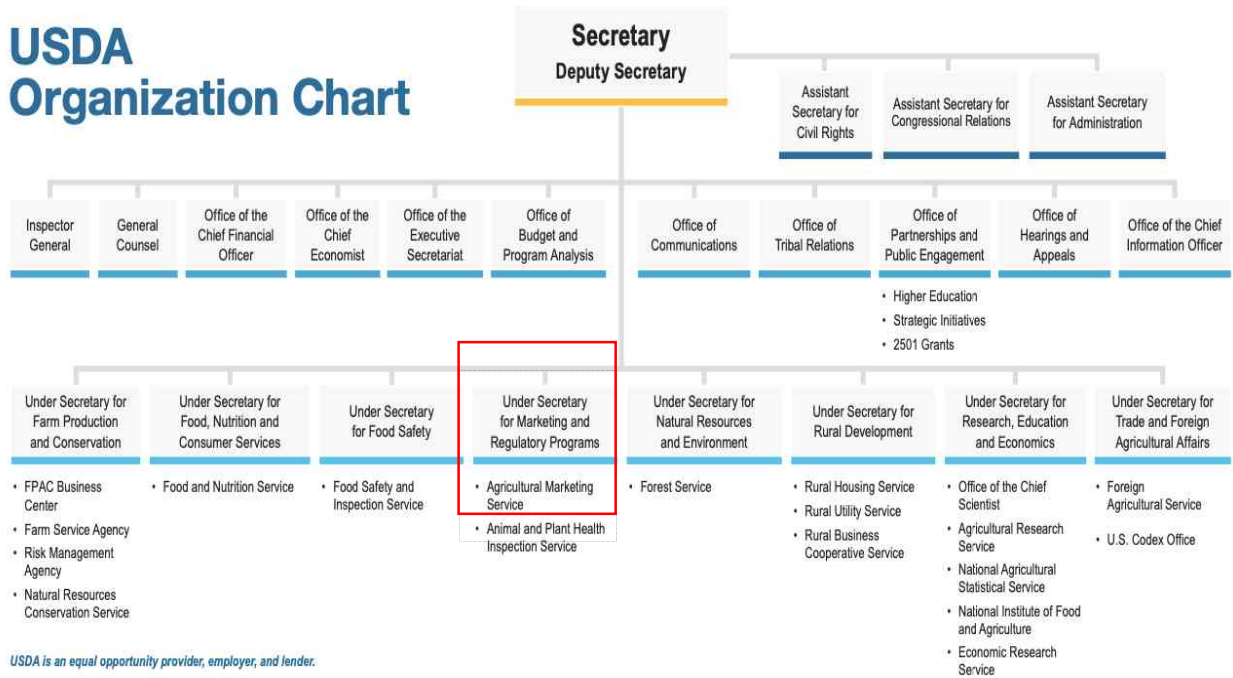 USDA
Organization Chart
Secretary
Deputy Secretary
Assistant
Secretary for
Civil Rights
Assistant Secretary for
Congressional Relations
Assistant Secretary
for Administration
Inspector
General
General
Counsel
Office of the
Chief Financial
Officer
Office of the
Chief
Economist
Office of the
Executive
Secretariat
Office of
Budget and
Program Analysis
Office of
Communications
Office of
Tribal Relations
Office of
Partnerships and
Public Engagement
• Higher Education
• Strategic Initiatives
• 2501 Grants
Office of
Hearings and
Appeals
Office of the Chief
Information Officer
Under Secretary for
Farm Production
and Conservation
• FPAC Business
Center
• Farm Service Agency
• Risk Management
Agency
• Natural Resources
Conservation Service
Under Secretary for
Food, Nutrition and
Consumer Services
• Food and Nutrition Service
Under Secretary
for Food Safety
• Food Safety and
Inspection Service
Under Secretary
for Marketing and
Regulatory Programs
• Agricultural Marketing
Service
• Animal and Plant Health
Inspection Service
Under Secretary for
Natural Resources
and Environment
• Forest Service
Under Secretary for
Rural Development
• Rural Housing Service
• Rural Utility Service
• Rural Business
Cooperative Service
Under Secretary for
Research, Education
and Economics
• Office of the Chief
Scientist
• Agricultural Research
Service
• National Agricultural
Statistical Service
• National Institute of Food
and Agriculture
• Economic Research
Service
Under Secretary for
Trade and Foreign
Agricultural Affairs
• Foreign
Agricultural Service
• U.S. Codex Office
USDA is an equal opportunity provider, employer, and lender.